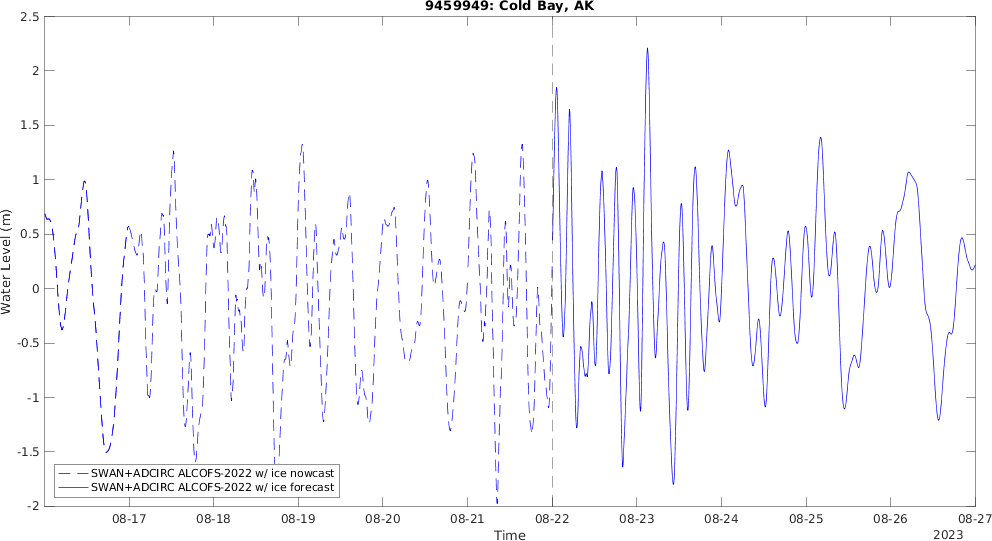 9459949: Cold Bay, AK
2.5
2
1.5
1
0.5
0
-0.5
-1
-1.5
-2
Water Level (m)
SWAN+ADCIRC ALCOFS-2022 w/ ice nowcast
SWAN+ADCIRC ALCOFS-2022 w/ ice forecast
08-17 08-18 08-19 08-20 08-21 08-22 08-23 08-24 08-25 08-26 08-27
Time
2023